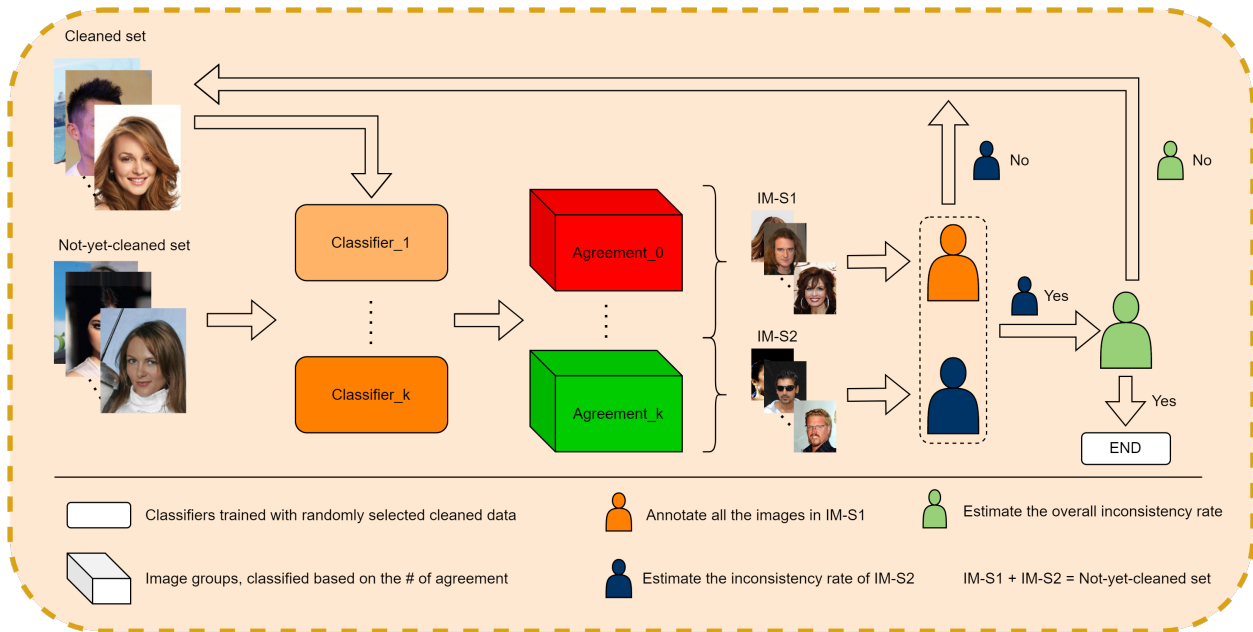 Cleaned set
Not-yet-cleaned set
Classifier_1
Classifier_k
Agreement_0
Agreement_k
IM-S1
IM-S2
No
No
Yes
Yes
END
Classifiers trained with randomly selected cleaned data
Annotate all the images in IM-S1
Estimate the overall inconsistency rate
Image groups, classified based on the # of agreement
Estimate the inconsistency rate of IM-S2
IM-S1 + IM-S2 = Not-yet-cleaned set